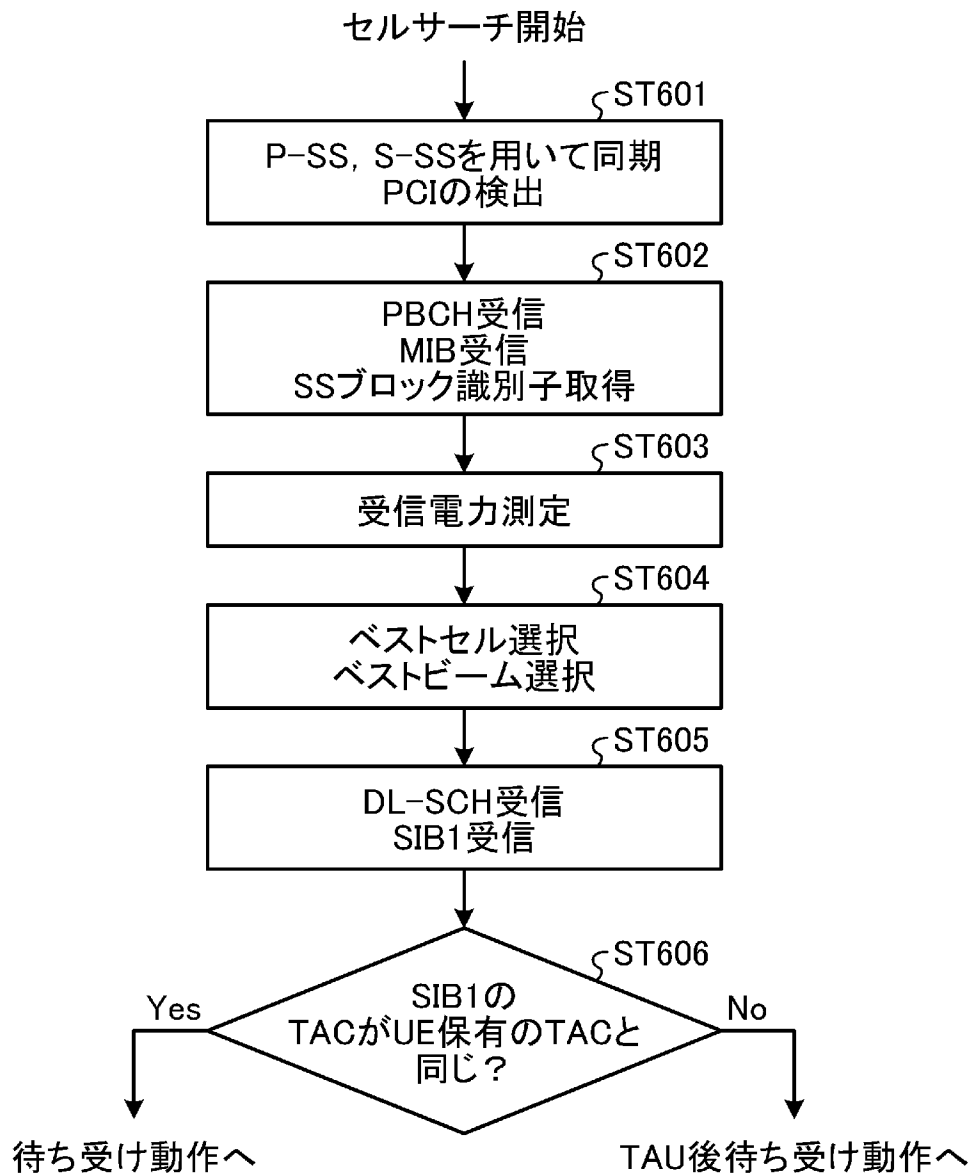 セルサーチ開始
ST601
P-SS, S-SSを用いて同期
PCIの検出
ST602
PBCH受信
MIB受信
SSブロック識別子取得
ST603
受信電力測定
ST604
ベストセル選択
ベストビーム選択
ST605
DL-SCH受信
SIB1受信
ST606
SIB1の
TACがUE保有のTACと
同じ？
Yes
No
待ち受け動作へ
TAU後待ち受け動作へ